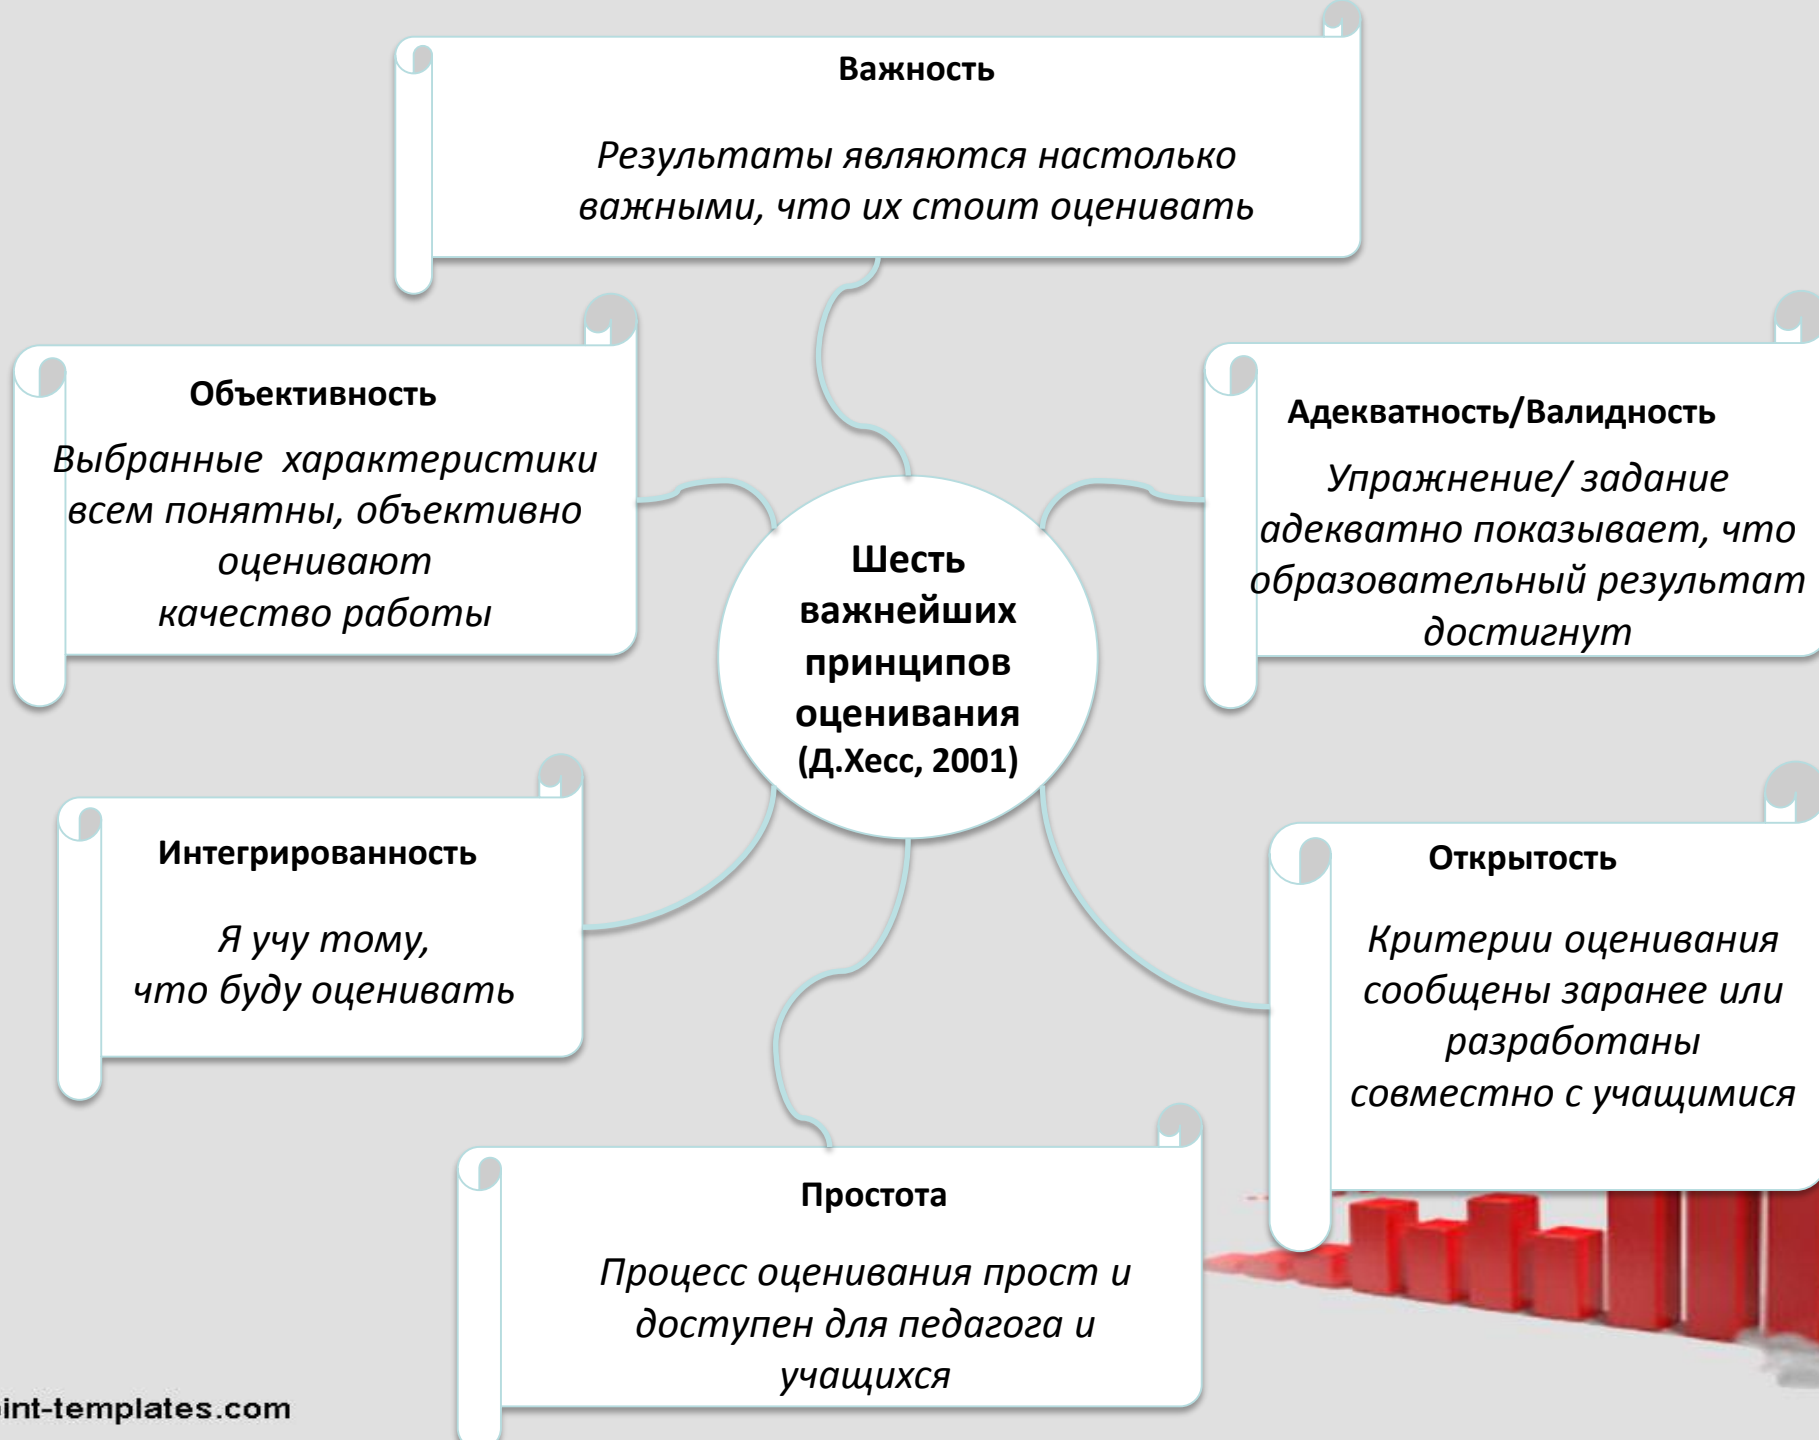 Важность
Результаты являются настолько
важными, что их стоит оценивать
Объективность
Выбранные характеристики
всем понятны, объективно
оценивают
качество работы
Адекватность/Валидность
Упражнение/ задание
адекватно показывает, что
образовательный результат
достигнут
Шесть
важнейших
принципов
оценивания
(Д.Хесс, 2001)
Интегрированность
Я учу тому,
что буду оценивать
Открытость
Критерии оценивания
сообщены заранее или
разработаны
совместно с учащимися
Простота
Процесс оценивания прост и
доступен для педагога и
учащихся
int-templates.com